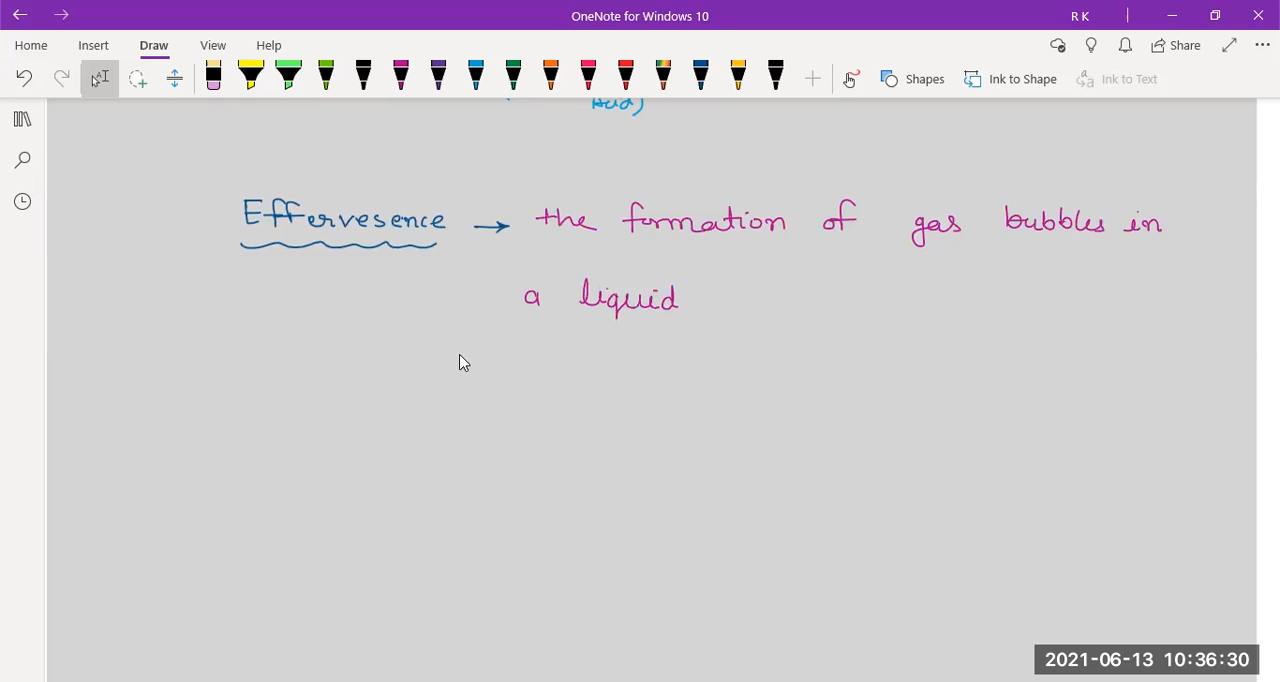 OneNote for Windows 10
R K
Home Insert Draw View Help
Share
Shapes Ink to Shape Ink to Text
Acid)
Effervesence → the formation of gas bubbles in
a liquid
2021-06-13 10:36:30